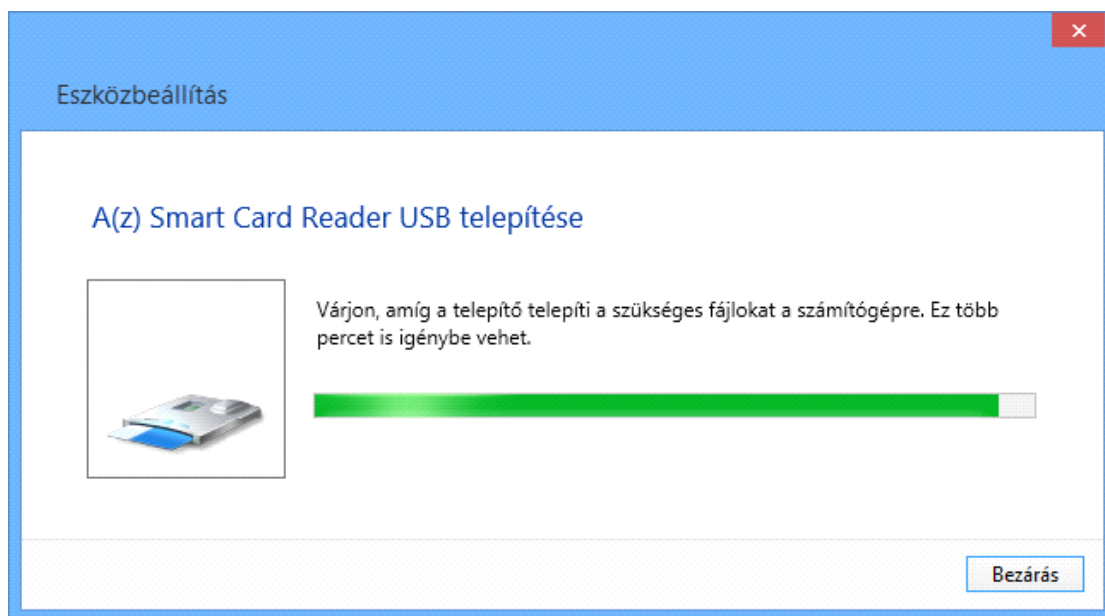 Eszközbeállítás
A(z) Smart Card Reader USB telepítése
Várjon, amíg a telepítő telepíti a szükséges fájlokat a számítógépre. Ez több
percet is igénybe vehet.
Bezárás